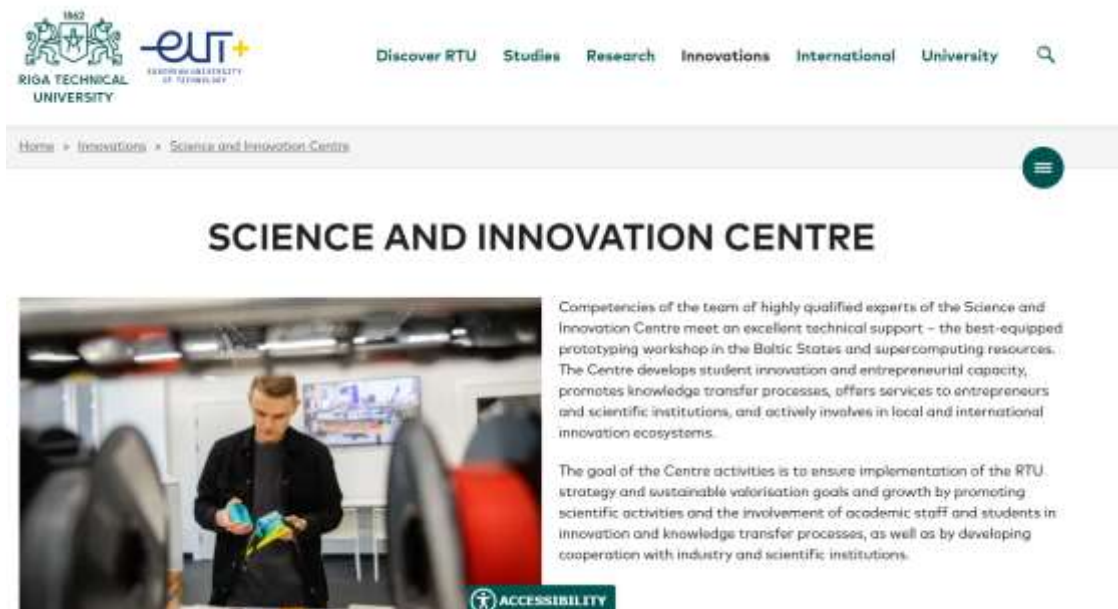 1862
RIGA TECHNICAL
UNIVERSITY
EUT+
EUROPEAN UNIVERSITY
OF TECHNOLOGY
Discover RTU Studies Research Innovations International University
Home » Innovations » Science and Innovation Centre
SCIENCE AND INNOVATION CENTRE
Competencies of the team of highly qualified experts of the Science and
Innovation Centre meet an excellent technical support – the best-equipped
prototyping workshop in the Baltic States and supercomputing resources.
The Centre develops student innovation and entrepreneurial capacity,
promotes knowledge transfer processes, offers services to entrepreneurs
and scientific institutions, and actively involves in local and international
innovation ecosystems.
The goal of the Centre activities is to ensure implementation of the RTU
strategy and sustainable valorisation goals and growth by promoting
scientific activities and the involvement of academic staff and students in
innovation and knowledge transfer processes, as well as by developing
cooperation with industry and scientific institutions.
ACCESSIBILITY